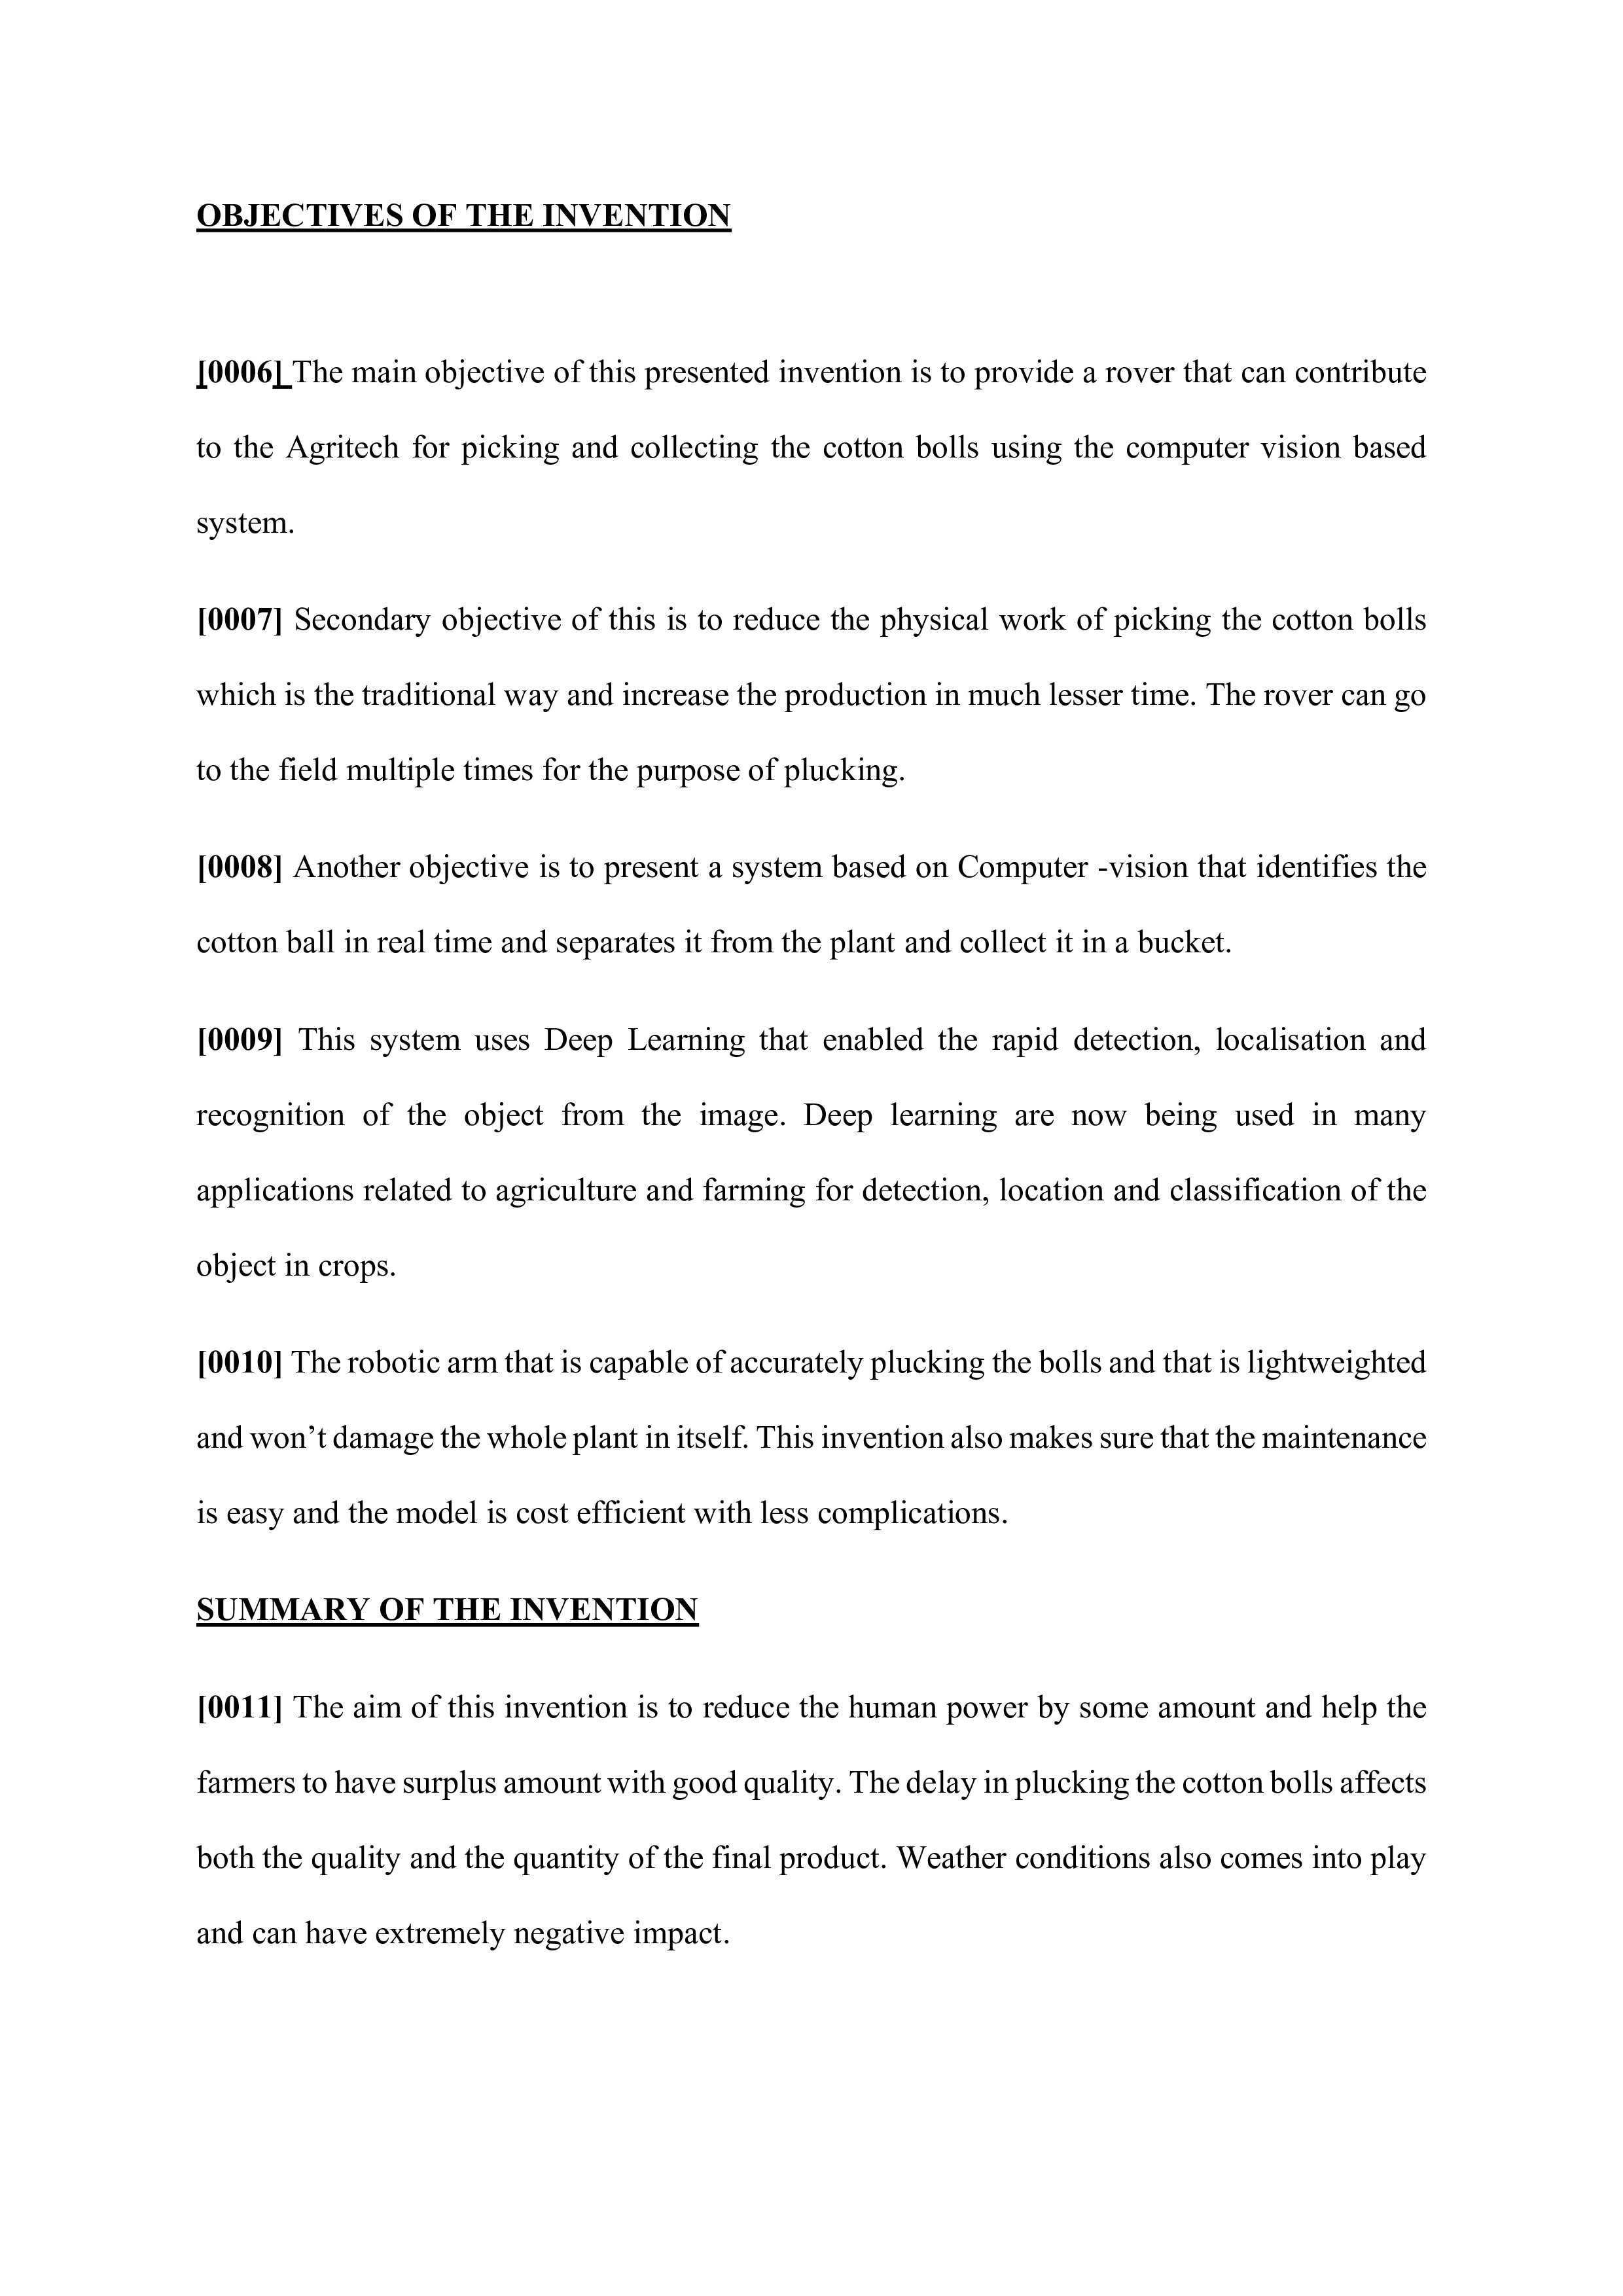 OBJECTIVES OF THE INVENTION
[0006] The main objective of this presented invention is to provide a rover that can contribute
to the Agritech for picking and collecting the cotton bolls using the computer vision based
system.
[0007] Secondary objective of this is to reduce the physical work of picking the cotton bolls
which is the traditional way and increase the production in much lesser time. The rover can go
to the field multiple times for the purpose of plucking.
[0008] Another objective is to present a system based on Computer -vision that identifies the
cotton ball in real time and separates it from the plant and collect it in a bucket.
[0009] This system uses Deep Learning that enabled the rapid detection, localisation and
recognition of the object from the image. Deep learning are now being used in many
applications related to agriculture and farming for detection, location and classification of the
object in crops.
[0010] The robotic arm that is capable of accurately plucking the bolls and that is lightweighted
and won’t damage the whole plant in itself. This invention also makes sure that the maintenance
is easy and the model is cost efficient with less complications.
SUMMARY OF THE INVENTION
[0011] The aim of this invention is to reduce the human power by some amount and help the
farmers to have surplus amount with good quality. The delay in plucking the cotton bolls affects
both the quality and the quantity of the final product. Weather conditions also comes into play
and can have extremely negative impact.